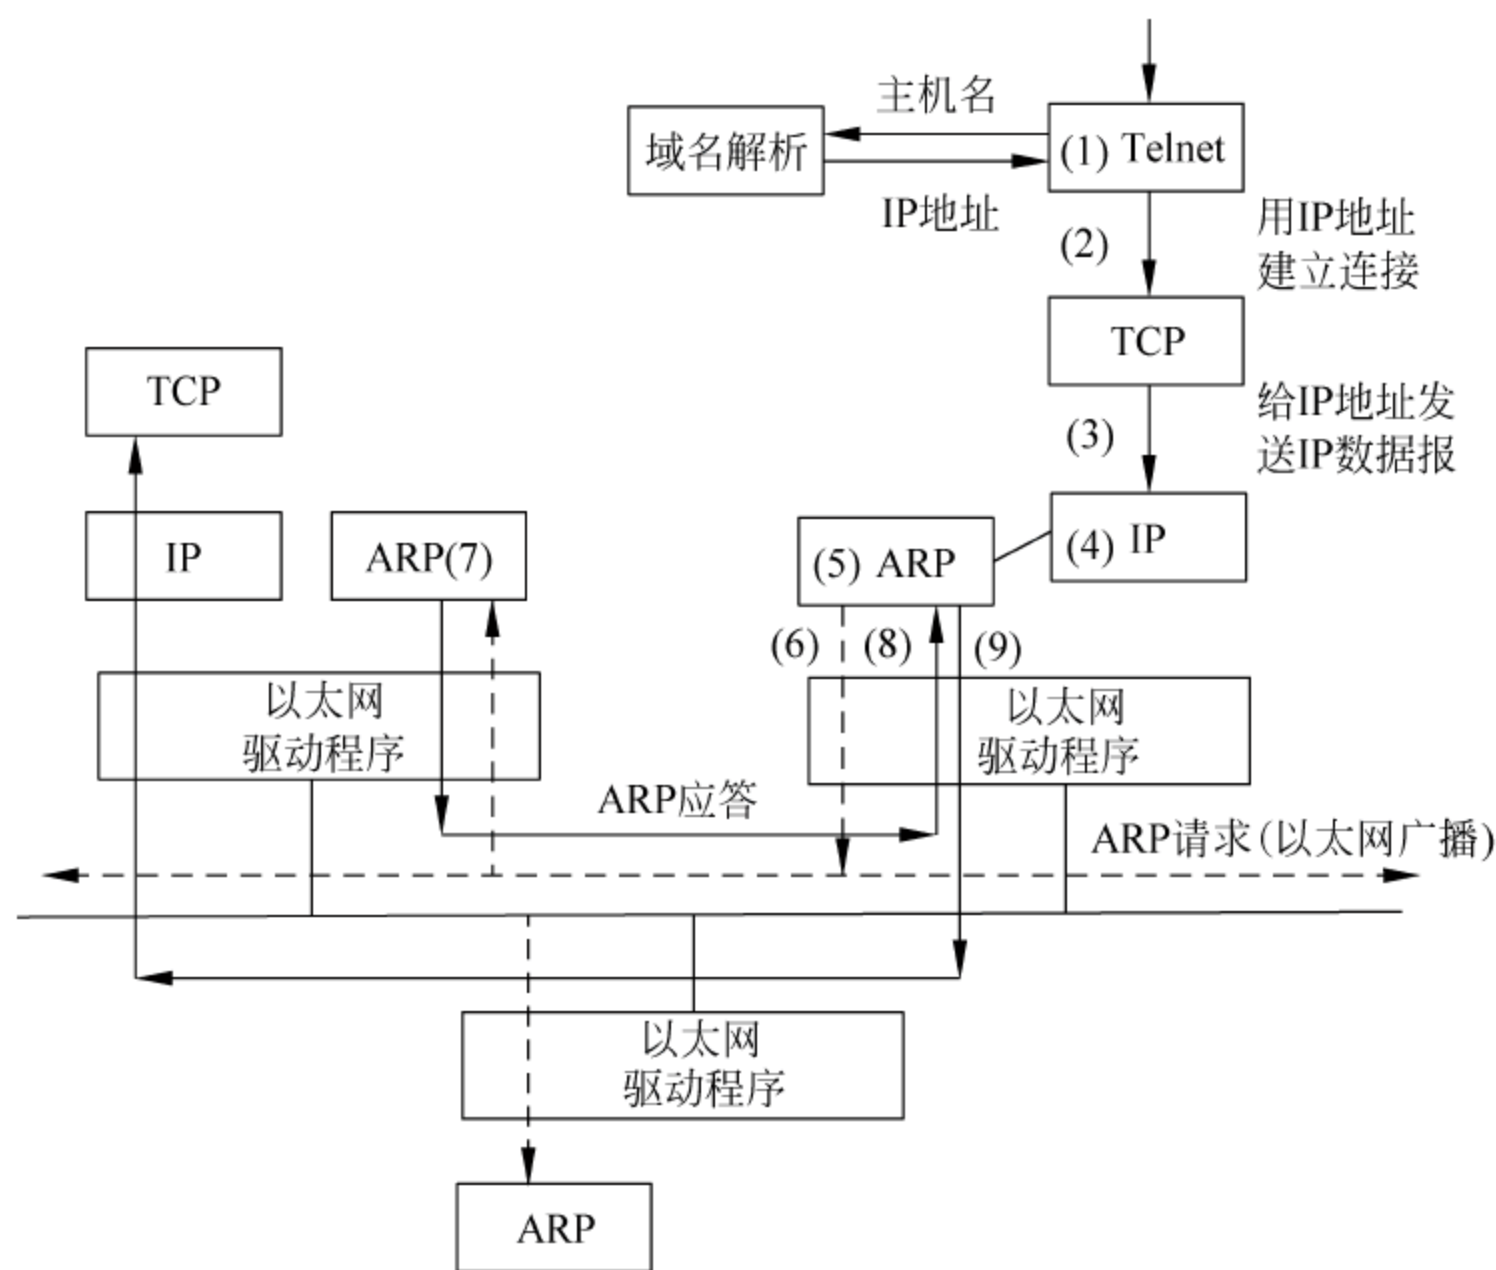 主机名
域名解析
(1) Telnet
IP地址
(2)
用IP地址
建立连接
TCP
TCP
(3)
给IP地址发
送IP数据报
IP
ARP(7)
(5) ARP
(4) IP
(6)
(8)
(9)
以太网
驱动程序
以太网
驱动程序
ARP应答
ARP请求(以太网广播)
以太网
驱动程序
ARP